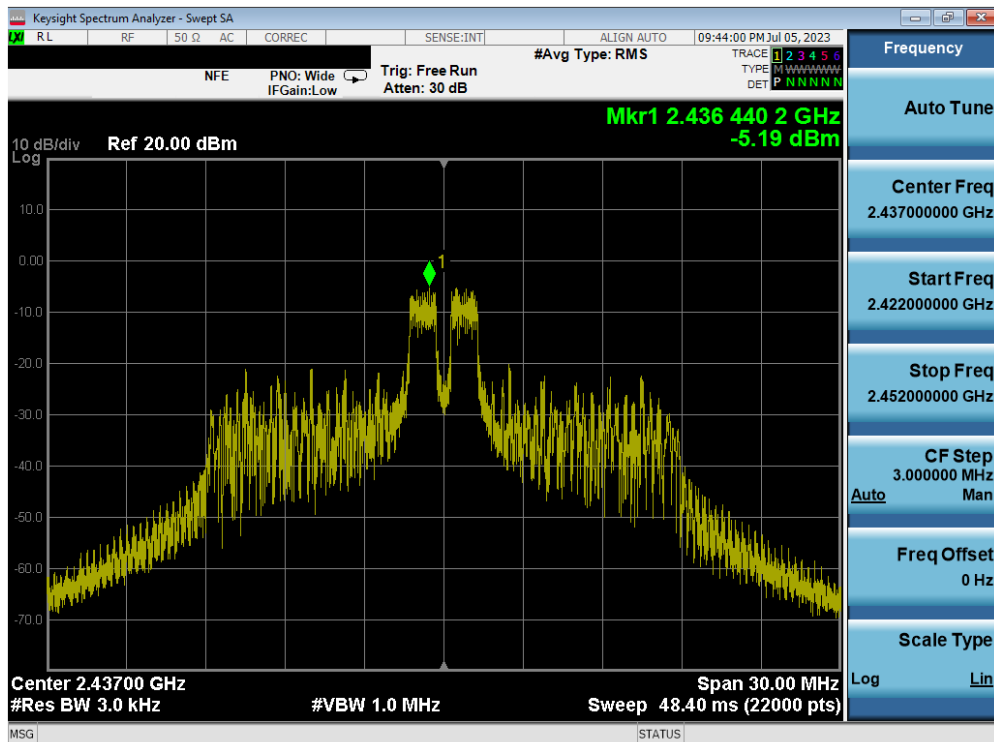 Keysight Spectrum Analyzer - Swept SA
LXI RL RF 50 Ω AC CORREC SENSE:INT ALIGN AUTO 09:44:00 PM Jul 05, 2023
NFE PNO: Wide Trig: Free Run #Avg Type: RMS TRACE 1 2 3 4 5 6
IFGain:Low Atten: 30 dB TYPE M W W W W W
DET P N N N N N
Mkr1 2.436 440 2 GHz
-5.19 dBm
10 dB/div Ref 20.00 dBm
Log
10.0
0.00
1
-10.0
-20.0
-30.0
-40.0
-50.0
-60.0
-70.0
Center 2.43700 GHz Span 30.00 MHz
#Res BW 3.0 kHz #VBW 1.0 MHz Sweep 48.40 ms (22000 pts)
MSG STATUS
Frequency
Auto Tune
Center Freq
2.437000000 GHz
Start Freq
2.422000000 GHz
Stop Freq
2.452000000 GHz
CF Step
3.000000 MHz
Auto Man
Freq Offset
0 Hz
Scale Type
Log Lin